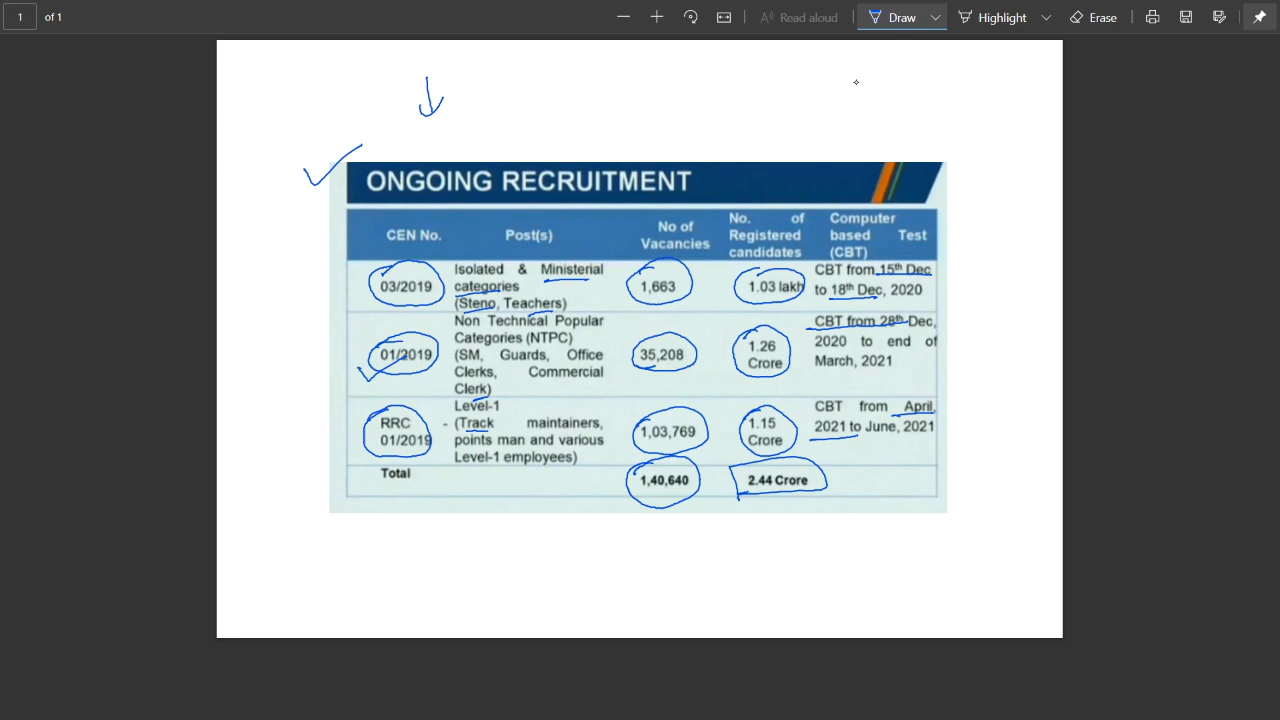 1 of 1 Read aloud Draw Highlight Erase
ONGOING RECRUITMENT
CEN No. Post(s) No of Vacancies No. of Registered candidates Computer based Test (CBT)
03/2019 Isolated & Ministerial categories (Steno, Teachers) 1,663 1.03 lakh CBT from 15th Dec to 18th Dec, 2020
01/2019 Non Technical Popular Categories (NTPC) (SM, Guards, Office Clerks, Commercial Clerk) 35,208 1.26 Crore CBT from 28th Dec, 2020 to end of March, 2021
RRC - 01/2019 Level-1 (Track maintainers, points man and various Level-1 employees) 1,03,769 1.15 Crore CBT from April, 2021 to June, 2021
Total 1,40,640 2.44 Crore